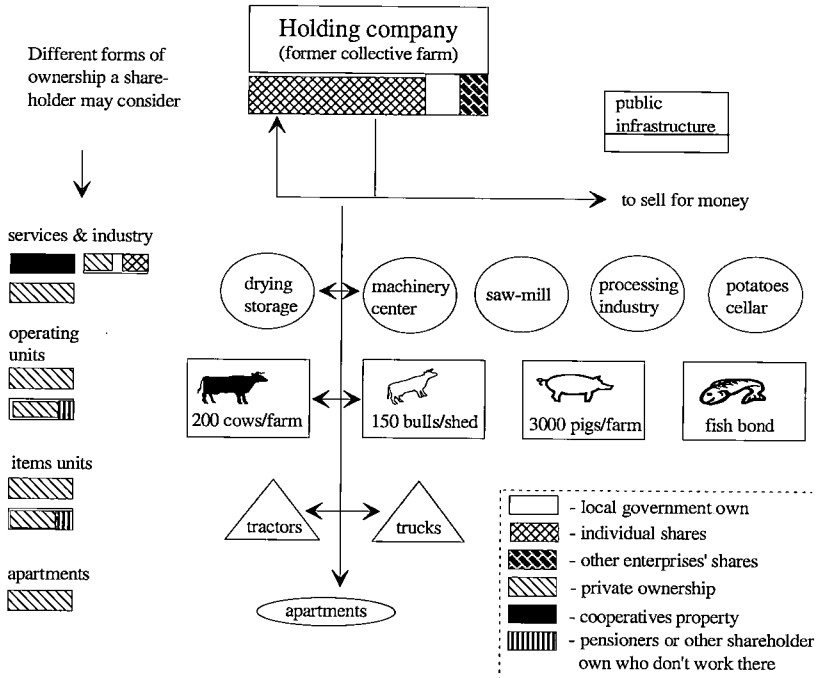 Holding company
(former collective farm)
Different forms of
ownership a share-
holder may consider
public
infrastructure
to sell for money
services & industry
drying
storage
machinery
center
saw-mill
processing
industry
potatoes
cellar
operating
units
200 cows/farm
150 bulls/shed
3000 pigs/farm
fish bond
items units
tractors
trucks
apartments
apartments
- local government own
- individual shares
- other enterprises' shares
- private ownership
- cooperatives property
- pensioners or other shareholder
own who don't work there